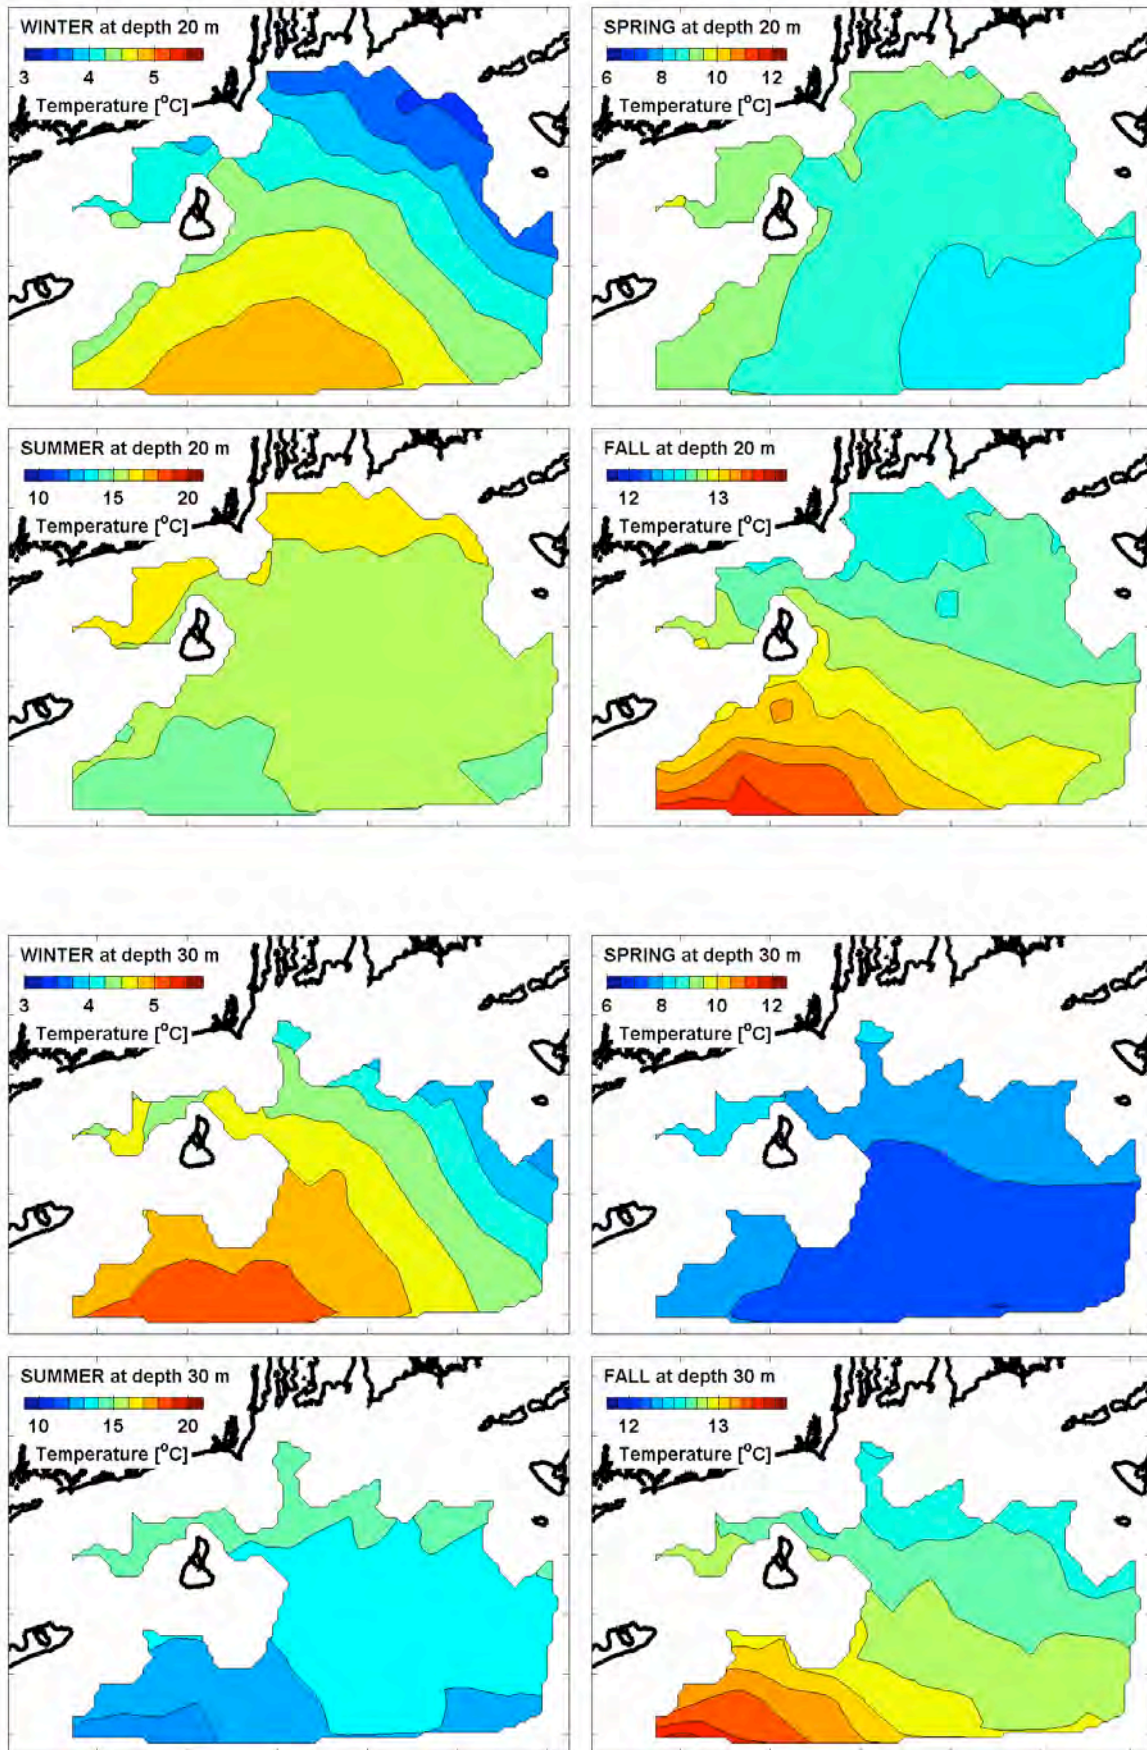 WINTER at depth 20 m
3 4 5
Temperature [°C]
SPRING at depth 20 m
6 8 10 12
Temperature [°C]
SUMMER at depth 20 m
10 15 20
Temperature [°C]
FALL at depth 20 m
12 13
Temperature [°C]
WINTER at depth 30 m
3 4 5
Temperature [°C]
SPRING at depth 30 m
6 8 10 12
Temperature [°C]
SUMMER at depth 30 m
10 15 20
Temperature [°C]
FALL at depth 30 m
12 13
Temperature [°C]